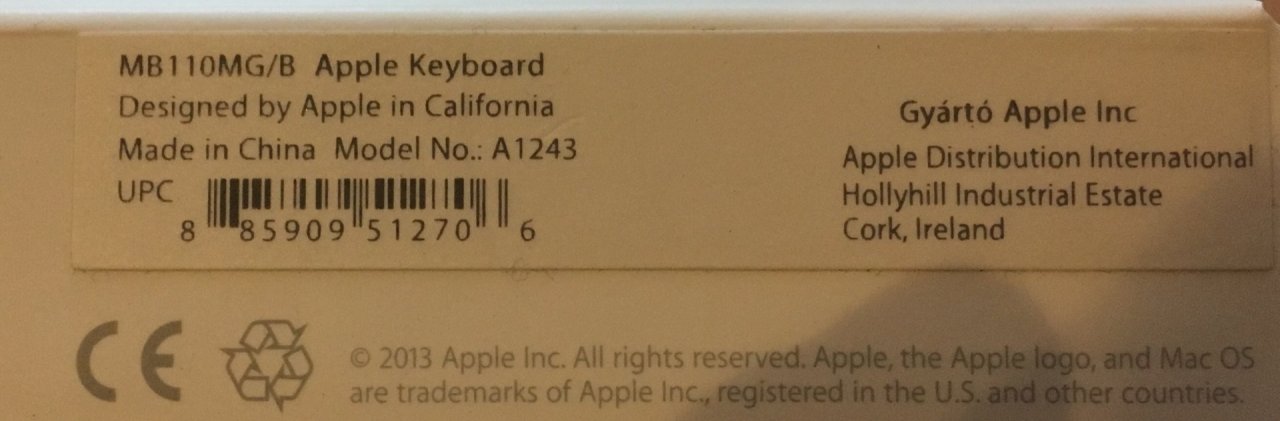 MB110MG/B Apple Keyboard
Designed by Apple in California
Made in China Model No.: A1243
UPC
8 85909 51270 6
Gyártó Apple Inc
Apple Distribution International
Hollyhill Industrial Estate
Cork, Ireland
CE
© 2013 Apple Inc. All rights reserved. Apple, the Apple logo, and Mac OS
are trademarks of Apple Inc., registered in the U.S. and other countries.